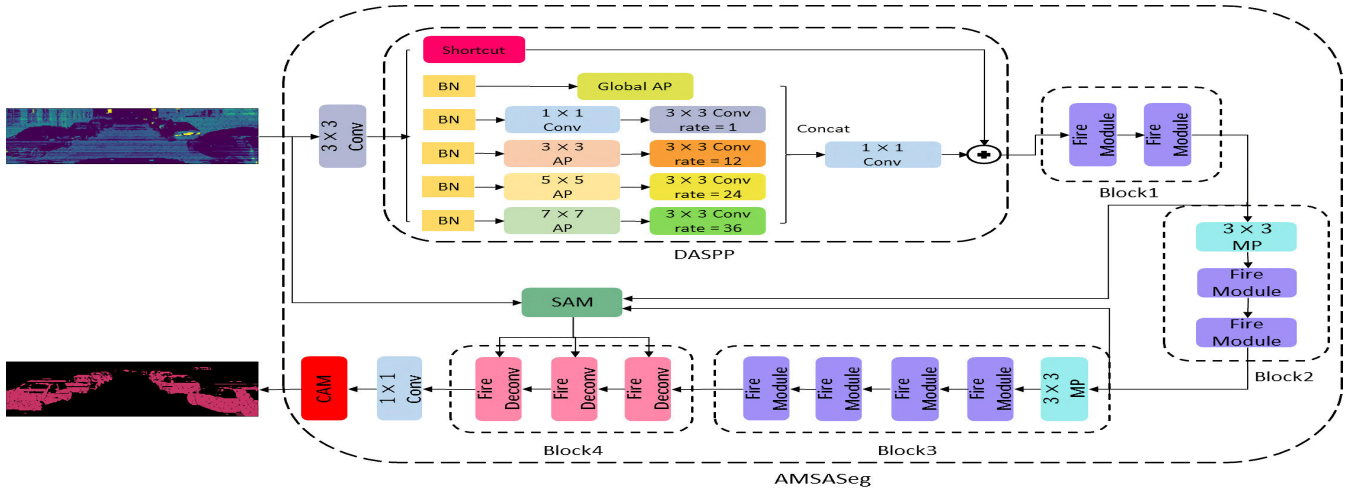 Shortcut
BN
Global AP
BN
1 × 1
Conv
3 × 3 Conv
rate = 1
BN
3 × 3
AP
3 × 3 Conv
rate = 12
BN
5 × 5
AP
3 × 3 Conv
rate = 24
BN
7 × 7
AP
3 × 3 Conv
rate = 36
3 × 3
Conv
Concat
1 × 1
Conv
DASPP
Fire
Module
Fire
Module
Block1
3 × 3
MP
Fire
Module
Fire
Module
Block2
SAM
CAM
1 × 1
Conv
Fire
Deconv
Fire
Deconv
Fire
Deconv
Block4
Fire
Module
Fire
Module
Fire
Module
Fire
Module
3 × 3
MP
Block3
AMSASeg